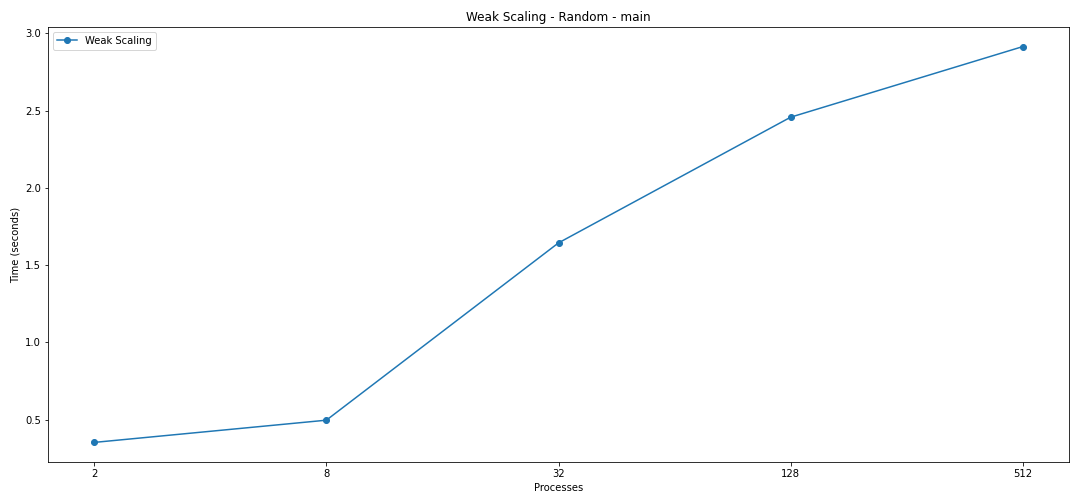 Weak Scaling - Random - main
Weak Scaling
3.0
2.5
2.0
1.5
1.0
0.5
Time (seconds)
2 8 32 128 512
Processes